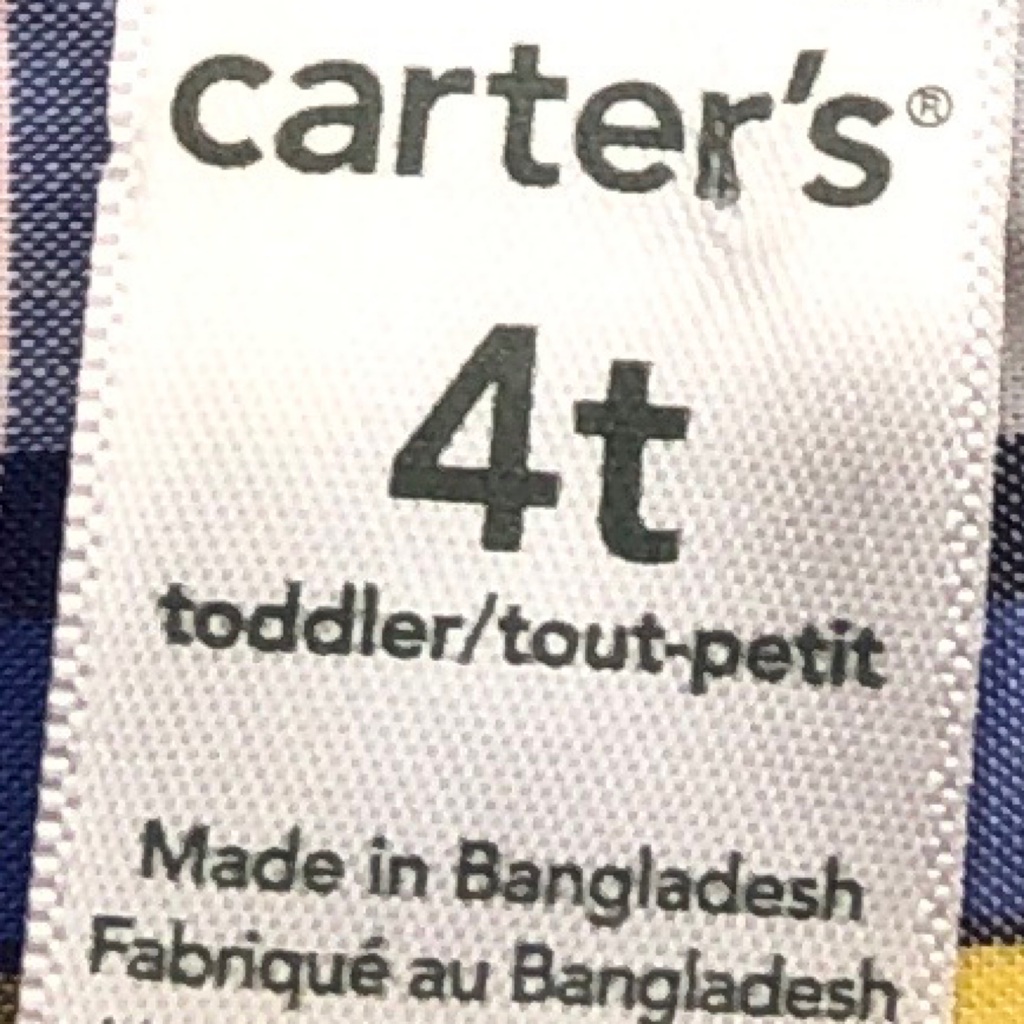 carter's®
4t
toddler/tout-petit
Made in Bangladesh
Fabriqué au Bangladesh